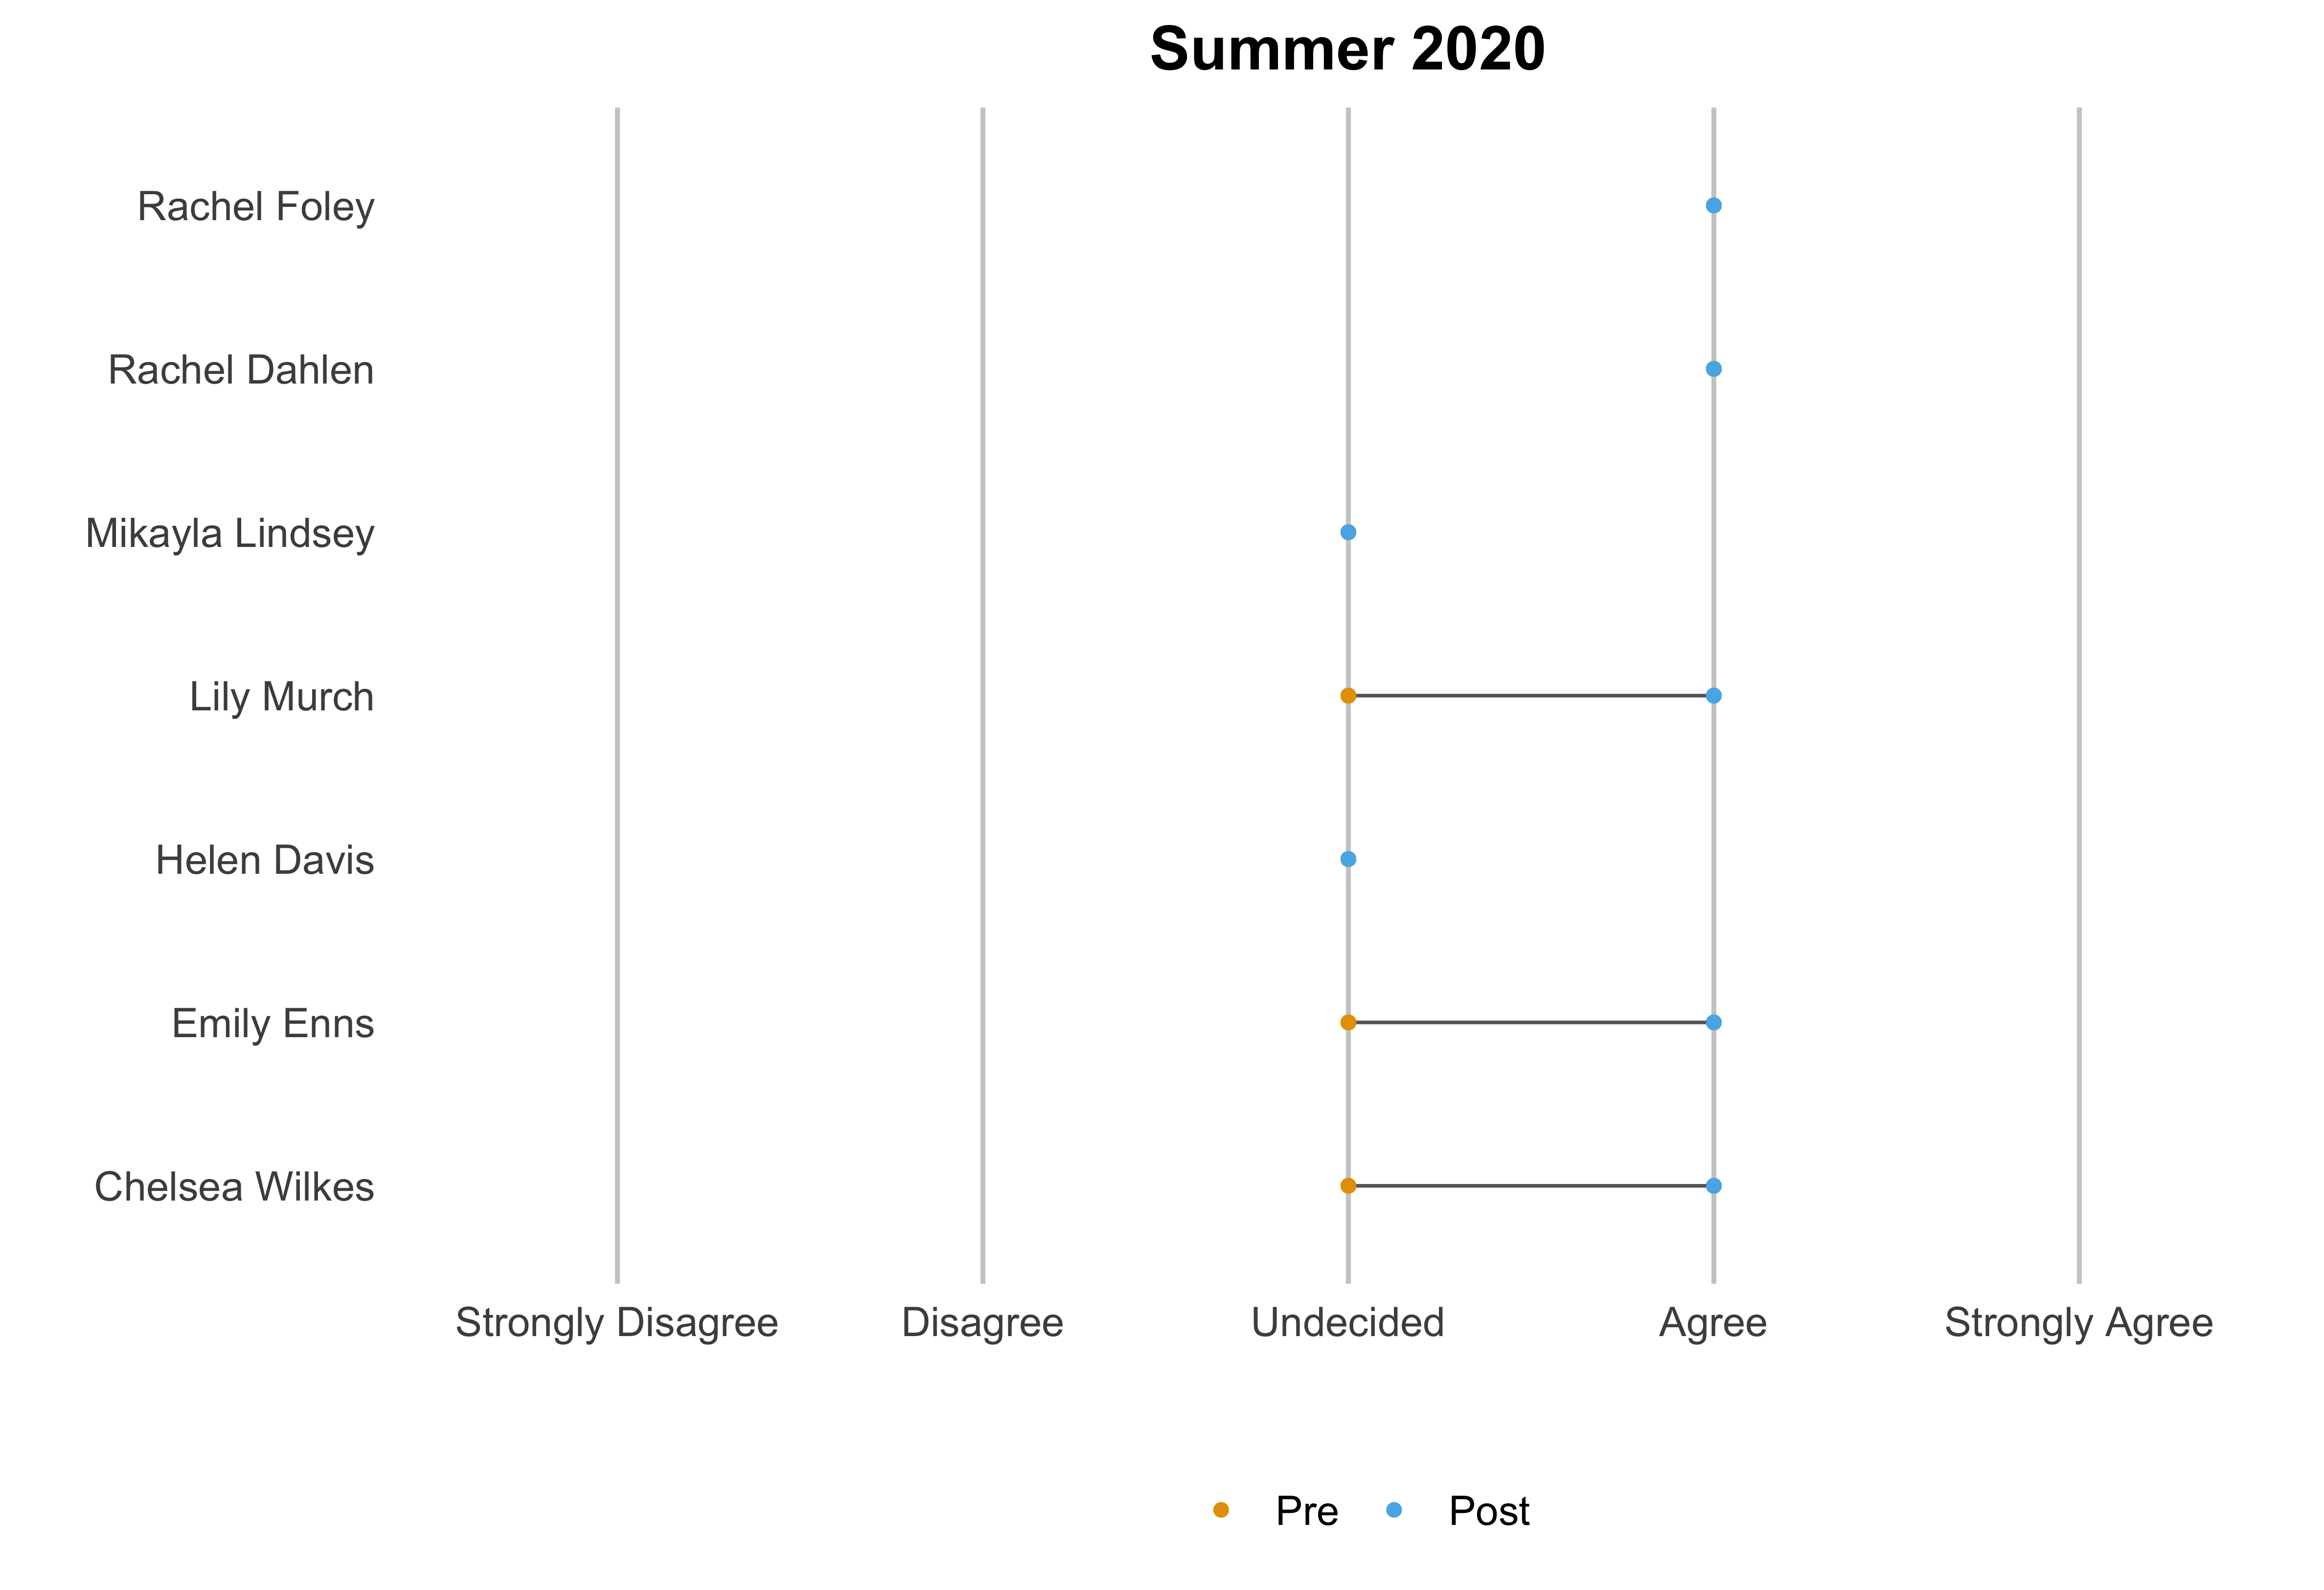 Summer 2020
Rachel Foley
Rachel Dahlen
Mikayla Lindsey
Lily Murch
Helen Davis
Emily Enns
Chelsea Wilkes
Strongly Disagree Disagree Undecided Agree Strongly Agree
Pre Post